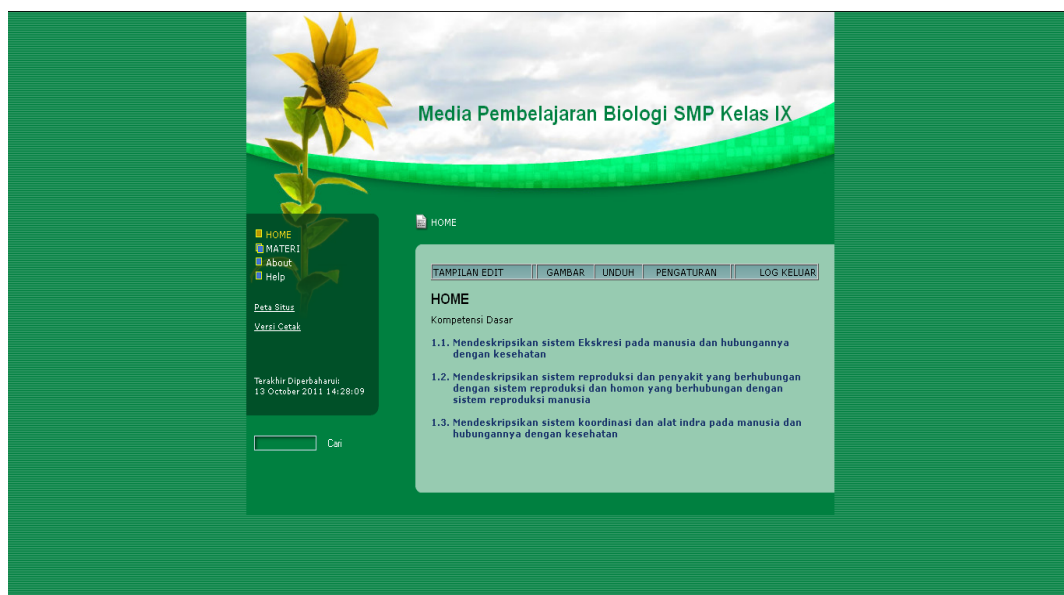 Media Pembelajaran Biologi SMP Kelas IX
HOME
MATERI
About
Help
Peta Situs
Versi Cetak
Terakhir Diperbaharui:
13 October 2011 14:28:09
Cari
HOME
TAMPILAN EDIT GAMBAR UNDUH PENGATURAN LOG KELUAR
HOME
Kompetensi Dasar
1.1. Mendeskripsikan sistem Ekskresi pada manusia dan hubungannya
dengan kesehatan
1.2. Mendeskripsikan sistem reproduksi dan penyakit yang berhubungan
dengan sistem reproduksi dan homon yang berhubungan dengan
sistem reproduksi manusia
1.3. Mendeskripsikan sistem koordinasi dan alat indra pada manusia dan
hubungannya dengan kesehatan